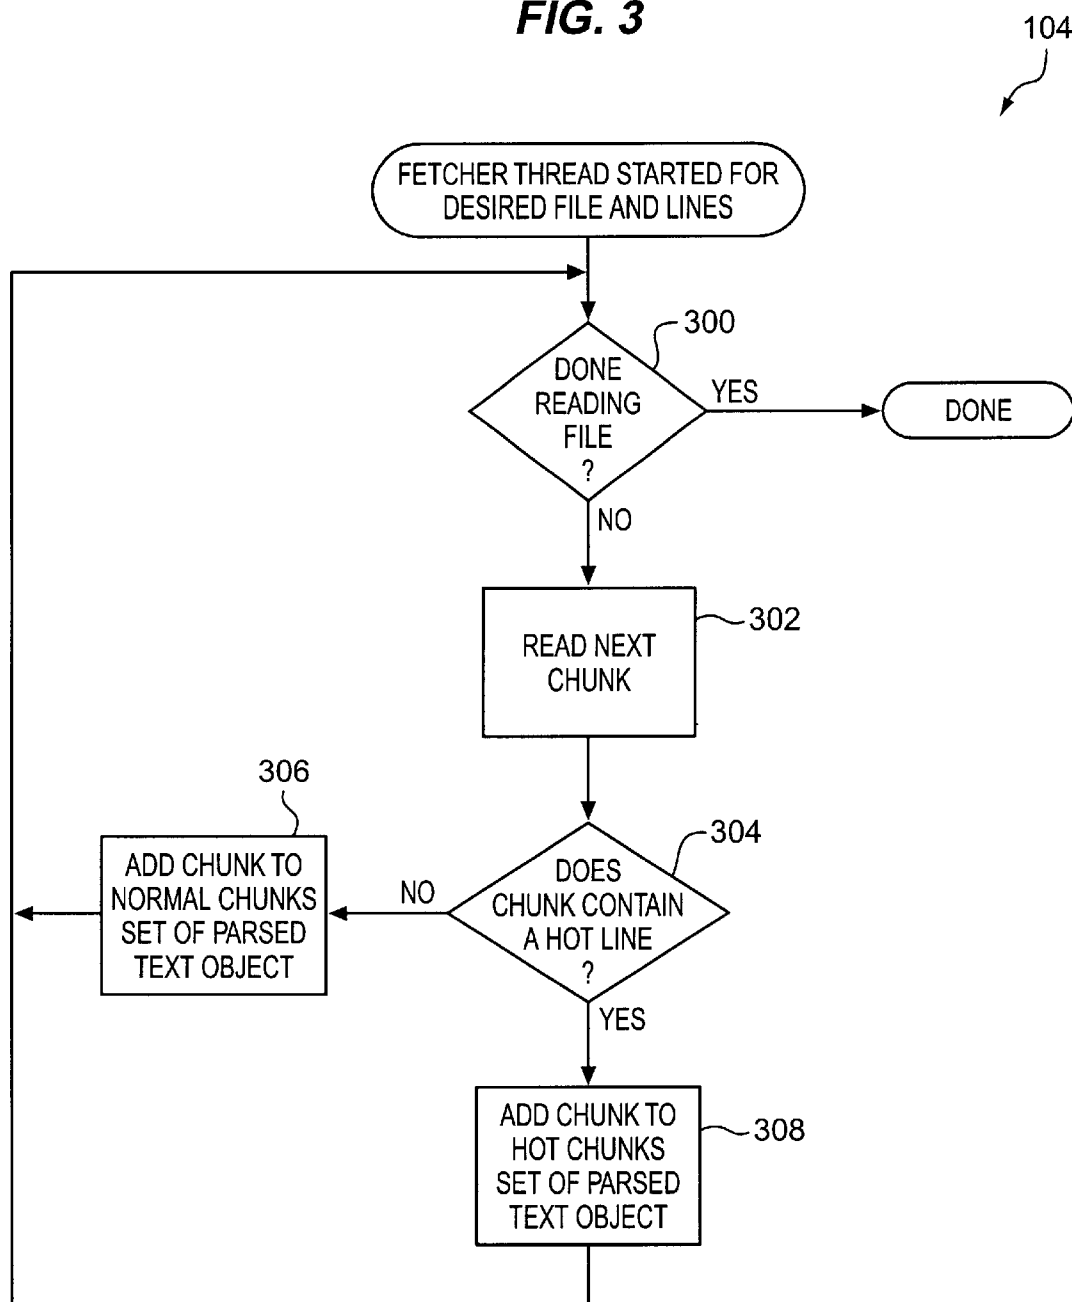 FIG. 3
104
FETCHER THREAD STARTED FOR
DESIRED FILE AND LINES
300
DONE
READING
FILE
?
YES
DONE
NO
302
READ NEXT
CHUNK
306
304
ADD CHUNK TO
NORMAL CHUNKS
SET OF PARSED
TEXT OBJECT
NO
DOES
CHUNK CONTAIN
A HOT LINE
?
YES
308
ADD CHUNK TO
HOT CHUNKS
SET OF PARSED
TEXT OBJECT